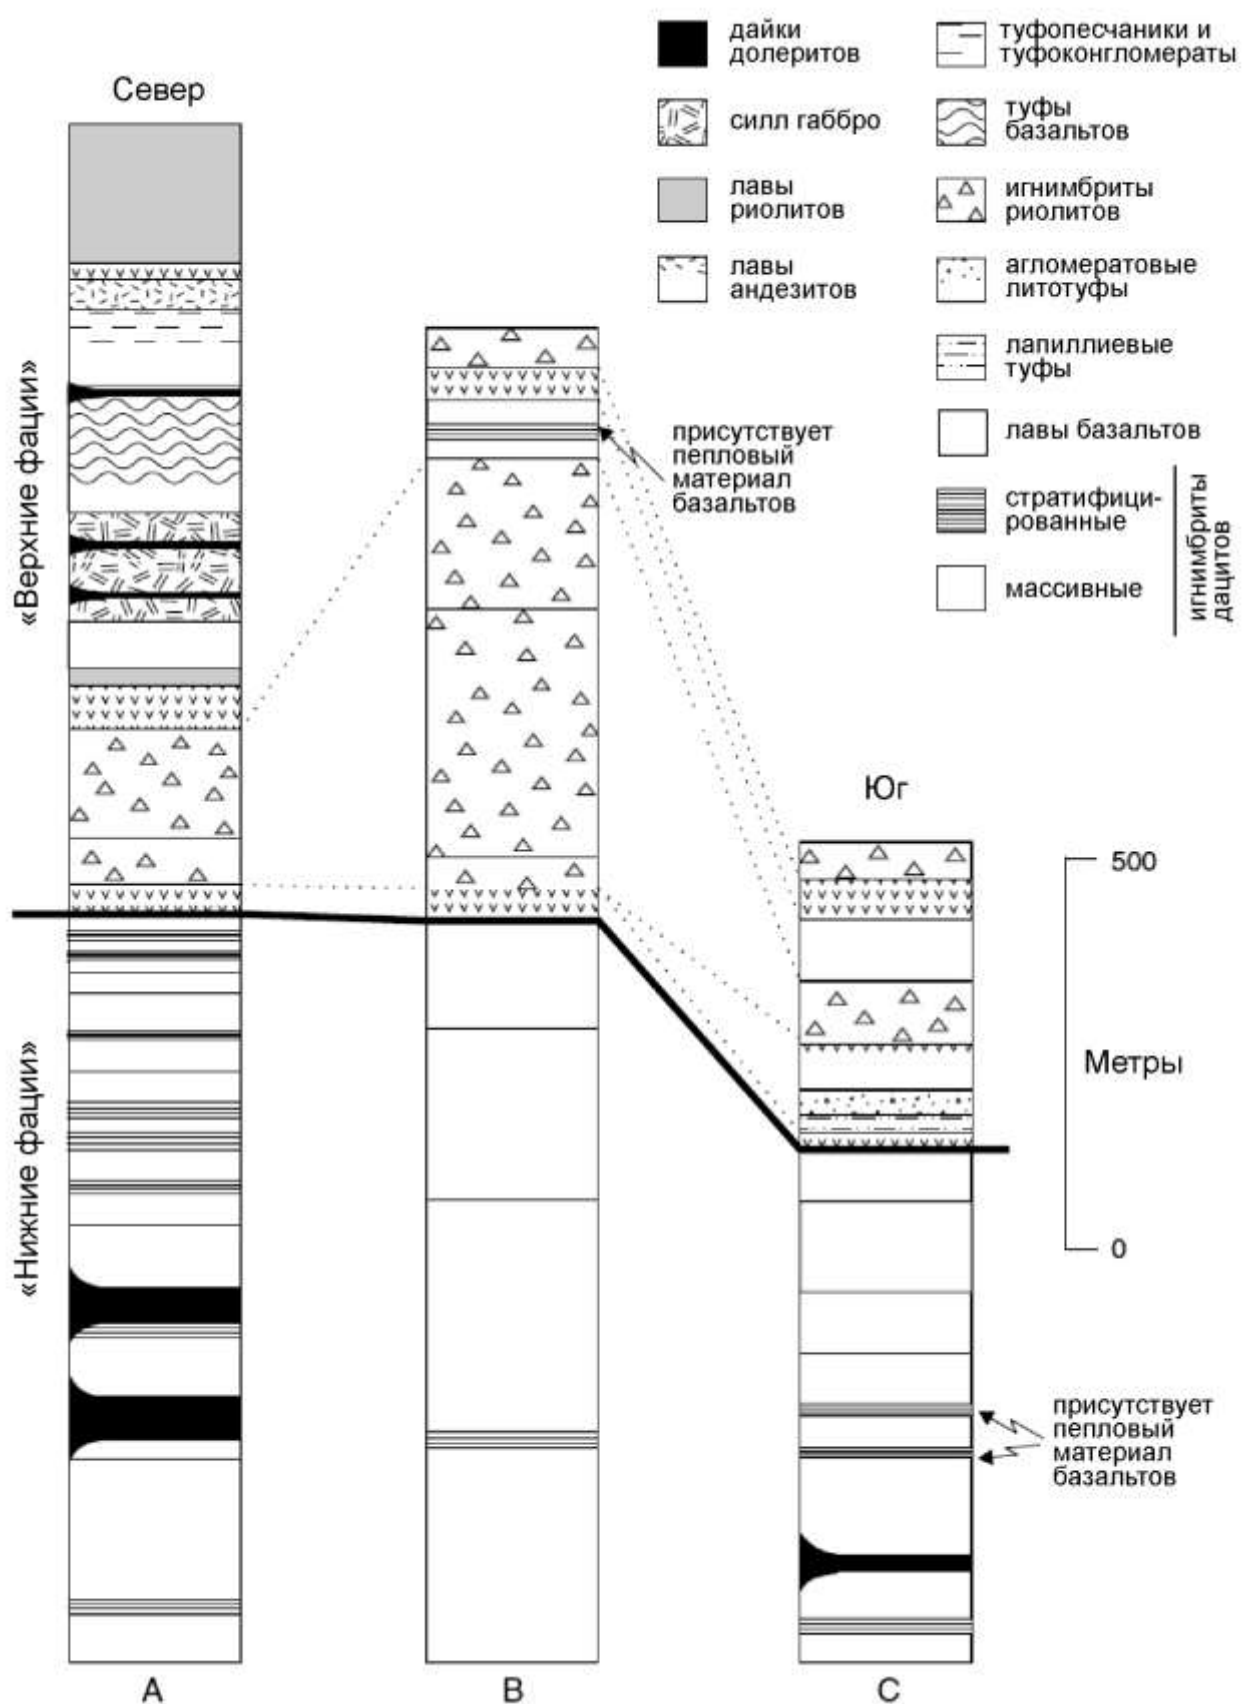 Север
дайки
долеритов
силл габбро
лавы
риолитов
лавы
андезитов
туфопесчаники и
туфоконгломераты
туфы
базальтов
игнимбриты
риолитов
агломератовые
литотуфы
лапиллиевые
туфы
лавы базальтов
стратифици-
рованные
массивные
игнимбриты
дацитов
«Верхние фации»
присутствует
пепловый
материал
базальтов
Юг
500
Метры
0
«Нижние фации»
присутствует
пепловый
материал
базальтов
A
B
C